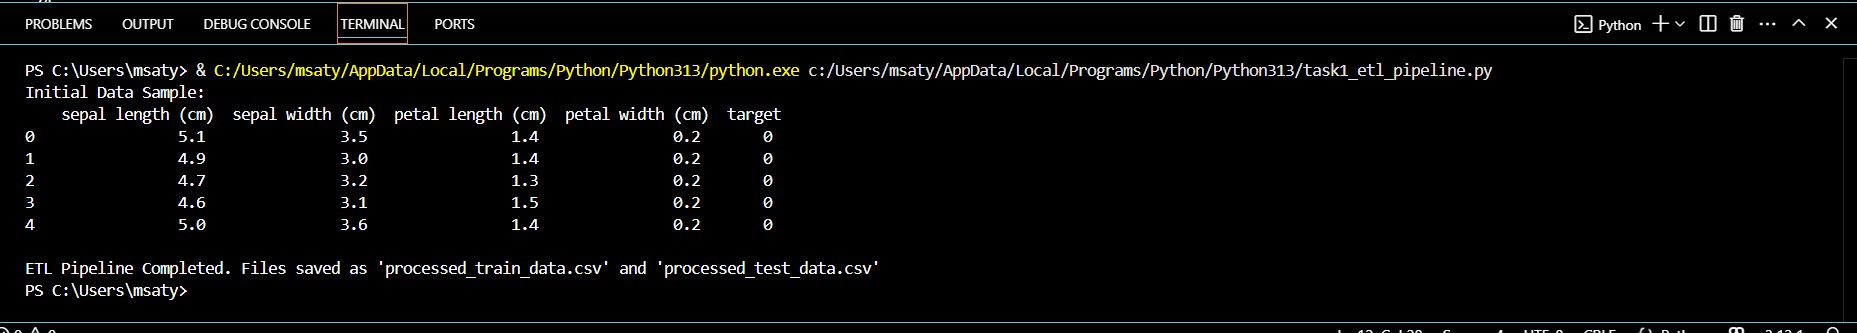 PROBLEMS OUTPUT DEBUG CONSOLE TERMINAL PORTS Python
PS C:\Users\msaty> & C:/Users/msaty/AppData/Local/Programs/Python/Python313/python.exe c:/Users/msaty/AppData/Local/Programs/Python/Python313/task1_etl_pipeline.py
Initial Data Sample:
sepal length (cm) sepal width (cm) petal length (cm) petal width (cm) target
0 5.1 3.5 1.4 0.2 0
1 4.9 3.0 1.4 0.2 0
2 4.7 3.2 1.3 0.2 0
3 4.6 3.1 1.5 0.2 0
4 5.0 3.6 1.4 0.2 0
ETL Pipeline Completed. Files saved as 'processed_train_data.csv' and 'processed_test_data.csv'
PS C:\Users\msaty>